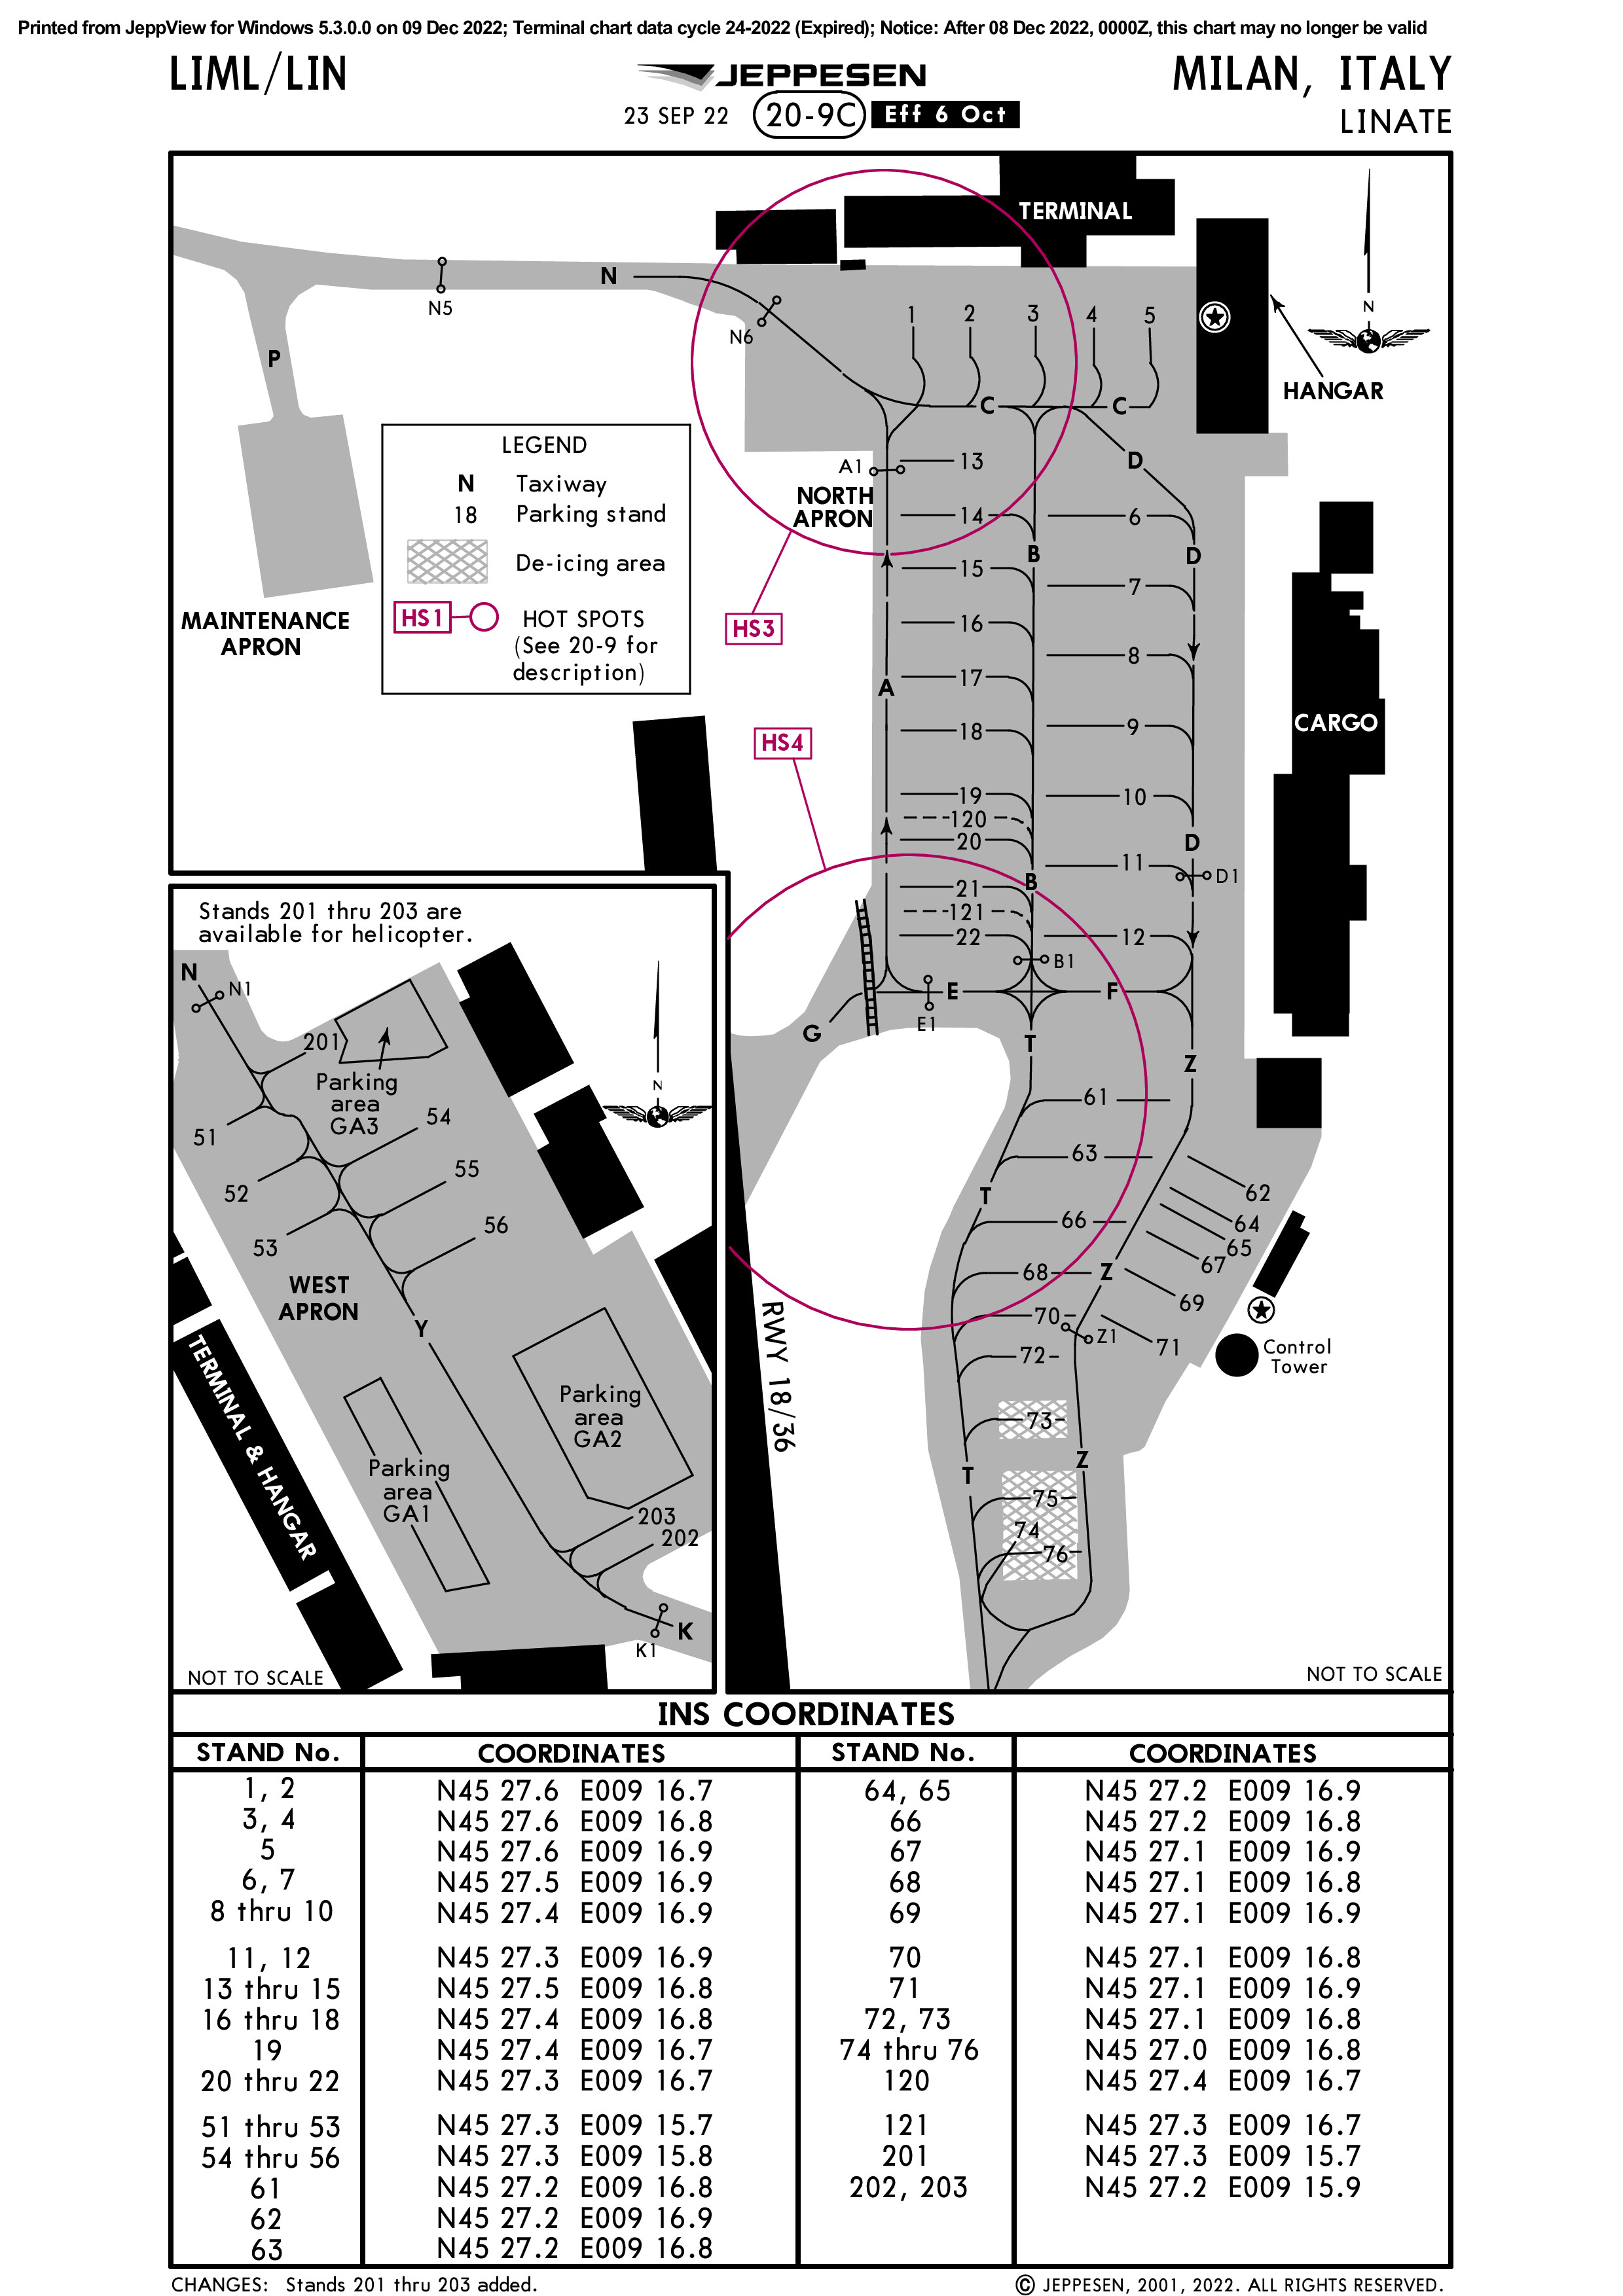 Printed from JeppView for Windows 5.3.0.0 on 09 Dec 2022; Terminal chart data cycle 24-2022 (Expired); Notice: After 08 Dec 2022, 0000Z, this chart may no longer be valid
LIML/LIN
JEPPESEN
MILAN, ITALY
23 SEP 22
20-9C
Eff 6 Oct
LINATE
TERMINAL
N
N5
N6
P
1
2
3
4
5
N
HANGAR
C
C
D
LEGEND
N Taxiway
18 Parking stand
De-icing area
HS1
HOT SPOTS
(See 20-9 for
description)
A1
13
NORTH
APRON
14
6
B
D
15
7
MAINTENANCE
APRON
HS3
16
8
17
A
18
9
CARGO
HS4
19
10
120
20
D
11
D1
21
B
121
22
12
B1
E
F
E1
G
T
Z
61
63
62
T
64
66
65
67
68
Z
69
70
Z1
71
72
Control
Tower
RWY 18/36
73
Z
T
75
74
76
NOT TO SCALE
Stands 201 thru 203 are
available for helicopter.
N
N1
201
N
Parking
area
GA3
51
54
52
55
53
56
WEST
APRON
Y
TERMINAL & HANGAR
Parking
area
GA2
Parking
area
GA1
203
202
K
K1
NOT TO SCALE
INS COORDINATES
STAND No. COORDINATES STAND No. COORDINATES
1, 2 N45 27.6 E009 16.7 64, 65 N45 27.2 E009 16.9
3, 4 N45 27.6 E009 16.8 66 N45 27.2 E009 16.8
5 N45 27.6 E009 16.9 67 N45 27.1 E009 16.9
6, 7 N45 27.5 E009 16.9 68 N45 27.1 E009 16.8
8 thru 10 N45 27.4 E009 16.9 69 N45 27.1 E009 16.9
11, 12 N45 27.3 E009 16.9 70 N45 27.1 E009 16.8
13 thru 15 N45 27.5 E009 16.8 71 N45 27.1 E009 16.9
16 thru 18 N45 27.4 E009 16.8 72, 73 N45 27.1 E009 16.8
19 N45 27.4 E009 16.7 74 thru 76 N45 27.0 E009 16.8
20 thru 22 N45 27.3 E009 16.7 120 N45 27.4 E009 16.7
51 thru 53 N45 27.3 E009 15.7 121 N45 27.3 E009 16.7
54 thru 56 N45 27.3 E009 15.8 201 N45 27.3 E009 15.7
61 N45 27.2 E009 16.8 202, 203 N45 27.2 E009 15.9
62 N45 27.2 E009 16.9
63 N45 27.2 E009 16.8
CHANGES: Stands 201 thru 203 added.
© JEPPESEN, 2001, 2022. ALL RIGHTS RESERVED.